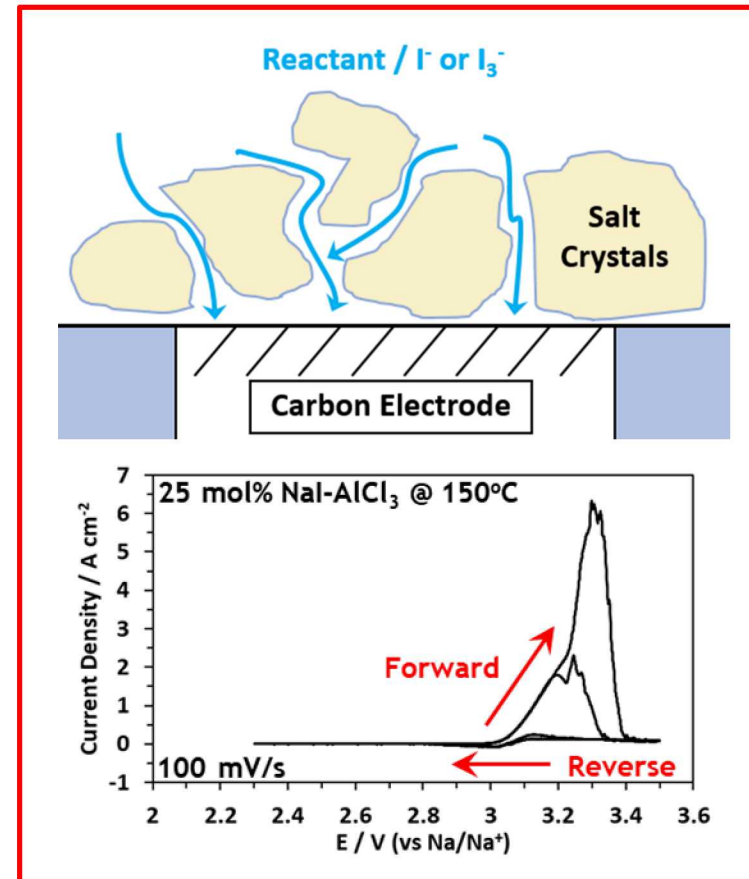 Reactant / I⁻ or I₃⁻
Salt
Crystals
Carbon Electrode
25 mol% NaI-AlCl₃ @ 150°C
7
6
5
4
3
2
1
0
-1
Current Density / A cm⁻²
Forward
Reverse
100 mV/s
2 2.2 2.4 2.6 2.8 3 3.2 3.4 3.6
E / V (vs Na/Na⁺)